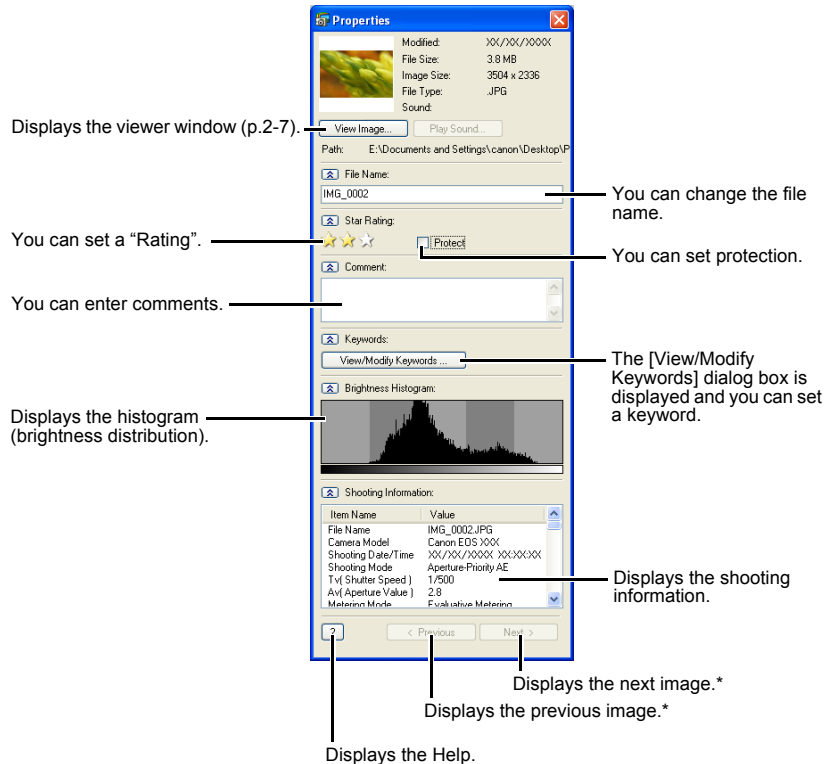 Properties
Modified: XX/XX/XXXX
File Size: 3.8 MB
Image Size: 3504 x 2336
File Type: .JPG
Sound:
Displays the viewer window (p.2-7).
View Image... Play Sound...
Path: E:\Documents and Settings\canon\Desktop\P
File Name:
IMG_0002
You can change the file
name.
Star Rating:
You can set a “Rating”.
Protect
You can set protection.
Comment:
You can enter comments.
Keywords:
View/Modify Keywords ...
The [View/Modify
Keywords] dialog box is
displayed and you can set
a keyword.
Brightness Histogram:
Displays the histogram
(brightness distribution).
Shooting Information:
Item Name Value
File Name IMG_0002.JPG
Camera Model Canon EOS XXX
Shooting Date/Time XX/XX/XXXX XX:XX:XX
Shooting Mode Aperture-Priority AE
Tv( Shutter Speed ) 1/500
Av( Aperture Value ) 2.8
Metering Mode Evaluative Metering
Displays the shooting
information.
? < Previous Next >
Displays the next image.*
Displays the previous image.*
Displays the Help.